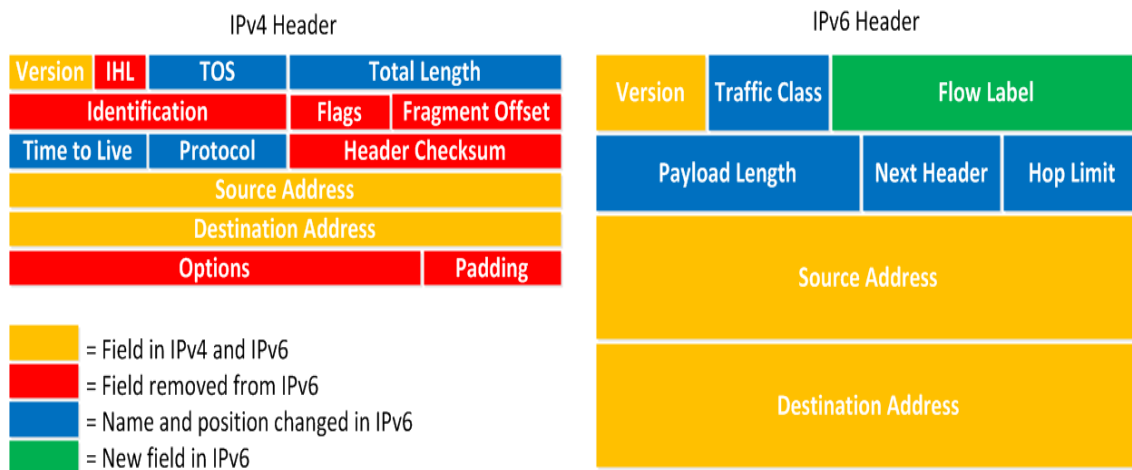 IPv4 Header
Version IHL TOS Total Length
Identification Flags Fragment Offset
Time to Live Protocol Header Checksum
Source Address
Destination Address
Options Padding
= Field in IPv4 and IPv6
= Field removed from IPv6
= Name and position changed in IPv6
= New field in IPv6
IPv6 Header
Version Traffic Class Flow Label
Payload Length Next Header Hop Limit
Source Address
Destination Address